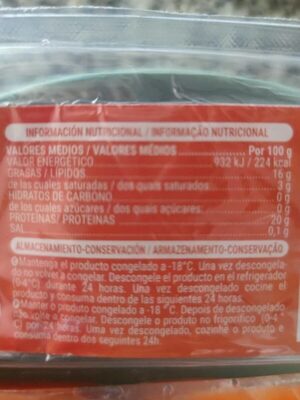 INFORMACIÓN NUTRICIONAL / INFORMAÇÃO NUTRICIONAL
VALORES MEDIOS / VALORES MÉDIOS ........ Por 100 g
VALOR ENERGÉTICO 932 kJ / 224 kcal
GRASAS / LÍPIDOS 16 g
de las cuales saturadas / dos quais saturados: 3 g
HIDRATOS DE CARBONO 0 g
de los cuales azúcares / dos quais açúcares: 0 g
PROTEÍNAS/ PROTEÍNAS 20 g
SAL 0,1 g
ALMACENAMIENTO-CONSERVACIÓN / ARMAZENAMENTO-CONSERVAÇÃO
Mantenga el producto congelado a -18°C. Una vez descongela-
do no volver a congelar. Descongele el producto en el refrigerador
(0-4°C) durante 24 horas. Una vez descongelado cocine el
producto y consuma dentro de las siguientes 24 horas.
Manter o produto congelado a -18 °C. Depois de descongelado
não volte a congelar. Descongele o produto no frigorífico (0-4 °
C) por 24 horas. Uma vez descongelado, cozinhe o produto e
consuma dentro dos seguintes 24h.